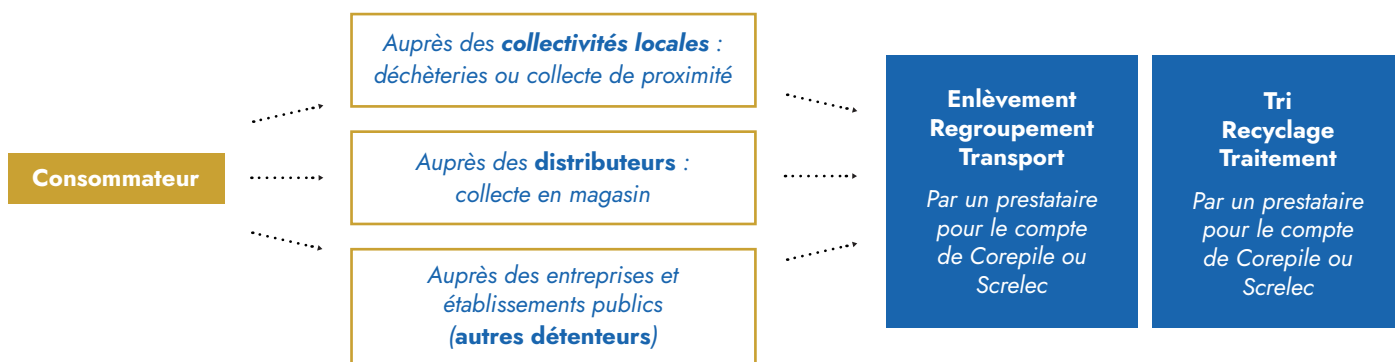 Consommateur
Auprès des collectivités locales :
déchèteries ou collecte de proximité
Auprès des distributeurs :
collecte en magasin
Auprès des entreprises et
établissements publics
(autres détenteurs)
Enlèvement
Regroupement
Transport
Par un prestataire
pour le compte
de Corepile ou
Screlec
Tri
Recyclage
Traitement
Par un prestataire
pour le compte
de Corepile ou
Screlec